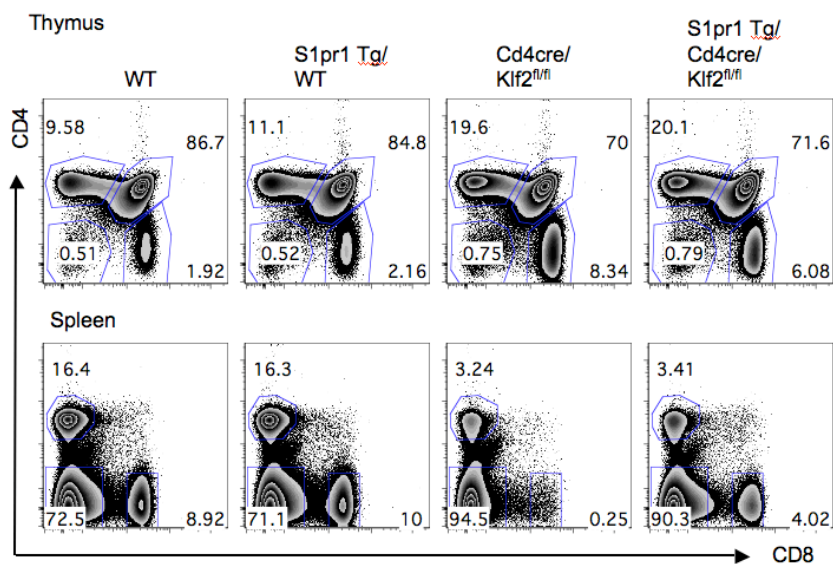 Thymus
WT
S1pr1 Tg/
WT
Cd4cre/
Klf2fl/fl
S1pr1 Tg/
Cd4cre/
Klf2fl/fl
CD4
9.58
86.7
0.51
1.92
11.1
84.8
0.52
2.16
19.6
70
0.75
8.34
20.1
71.6
0.79
6.08
Spleen
16.4
72.5
8.92
16.3
71.1
10
3.24
94.5
0.25
3.41
90.3
4.02
CD8